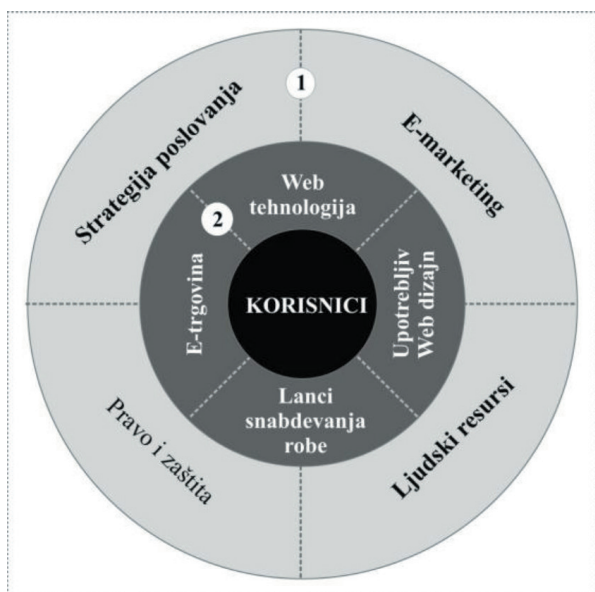 1
Strategija poslovanja
E-marketing
Web
tehnologija
2
E-trgovina
KORISNICI
Upotrebljiv
Web dizajn
Lanci
snabdevanja
robe
Pravo i zaštita
Ljudski resursi